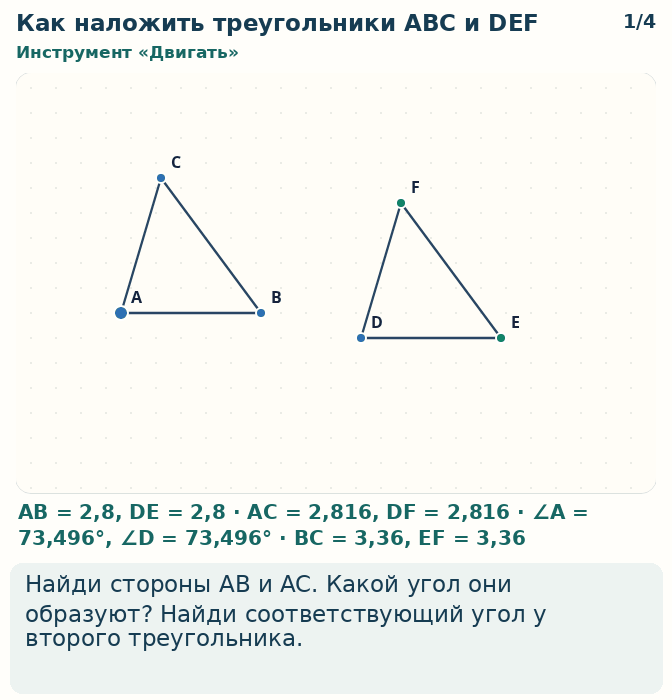 Как наложить треугольники ABC и DEF
1/4
Инструмент «Двигать»
C
F
A
B
D
E
AB = 2,8, DE = 2,8 · AC = 2,816, DF = 2,816 · ∠A =
73,496°, ∠D = 73,496° · BC = 3,36, EF = 3,36
Найди стороны AB и AC. Какой угол они
образуют? Найди соответствующий угол у
второго треугольника.